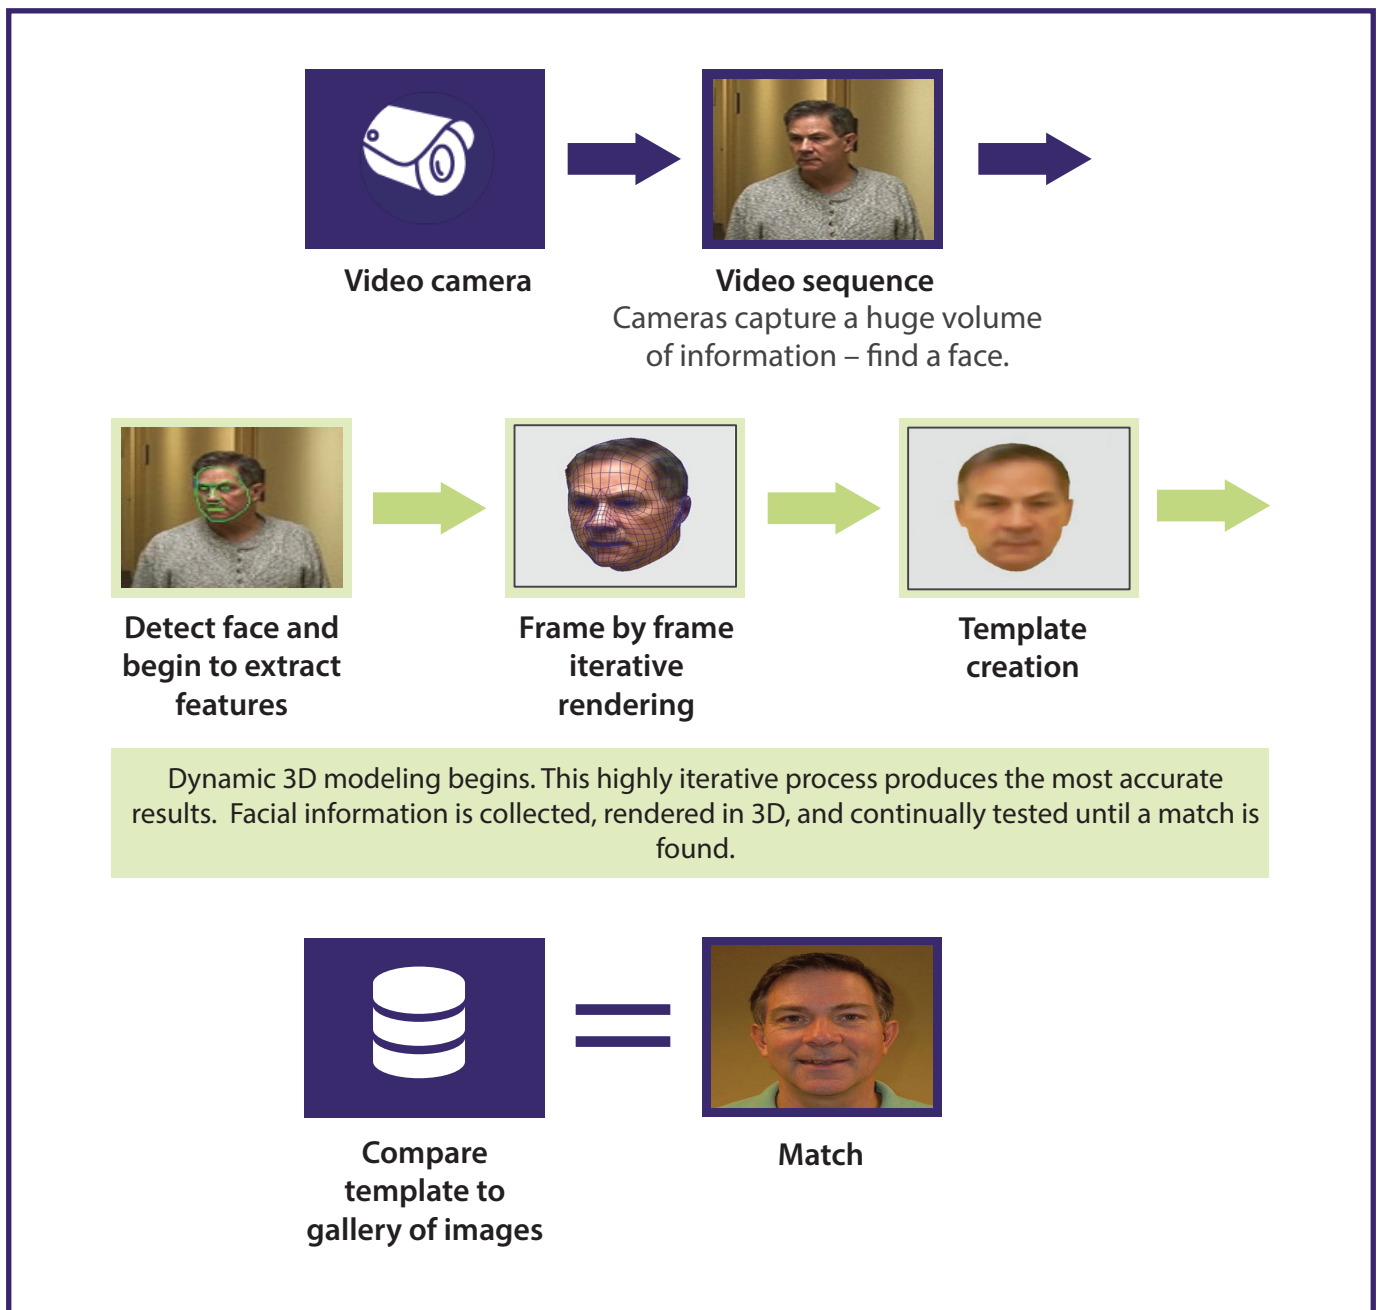 Video camera
Video sequence
Cameras capture a huge volume
of information – find a face.
Detect face and
begin to extract
features
Frame by frame
iterative
rendering
Template
creation
Dynamic 3D modeling begins. This highly iterative process produces the most accurate
results.  Facial information is collected, rendered in 3D, and continually tested until a match is
found.
Compare
template to
gallery of images
Match